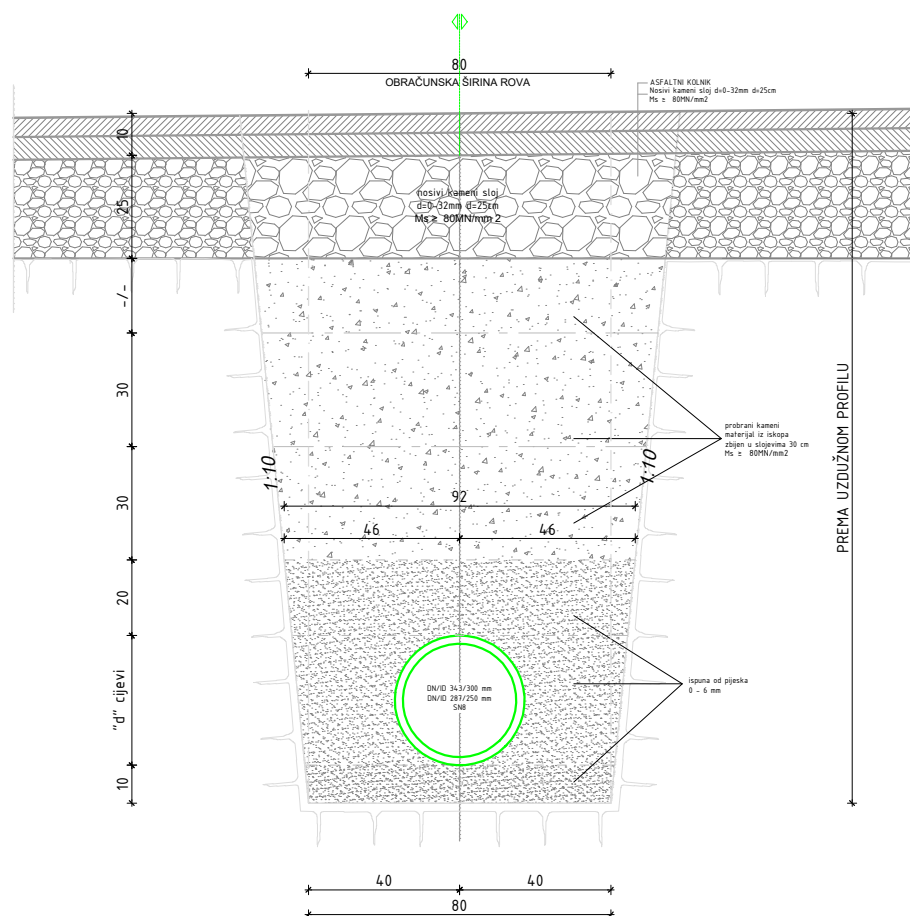 80
OBRAČUNSKA ŠIRINA ROVA
ASFALTNI KOLNIK
Nosivi kameni sloj d=0-32mm d=25cm
Ms ≥ 80MN/mm2
10
25
nosivi kameni sloj
d=0-32mm d=25cm
Ms ≥ 80MN/mm 2
-/-
30
30
20
"d" cijevi
10
1:10
1:10
92
46
46
probrani kameni
materijal iz iskopa
zbijen u slojevima 30 cm
Ms ≥ 80MN/mm2
PREMA UZDUŽNOM PROFILU
DN/ID 343/300 mm
DN/ID 287/250 mm
SN8
ispuna od pijeska
0 - 6 mm
40
40
80